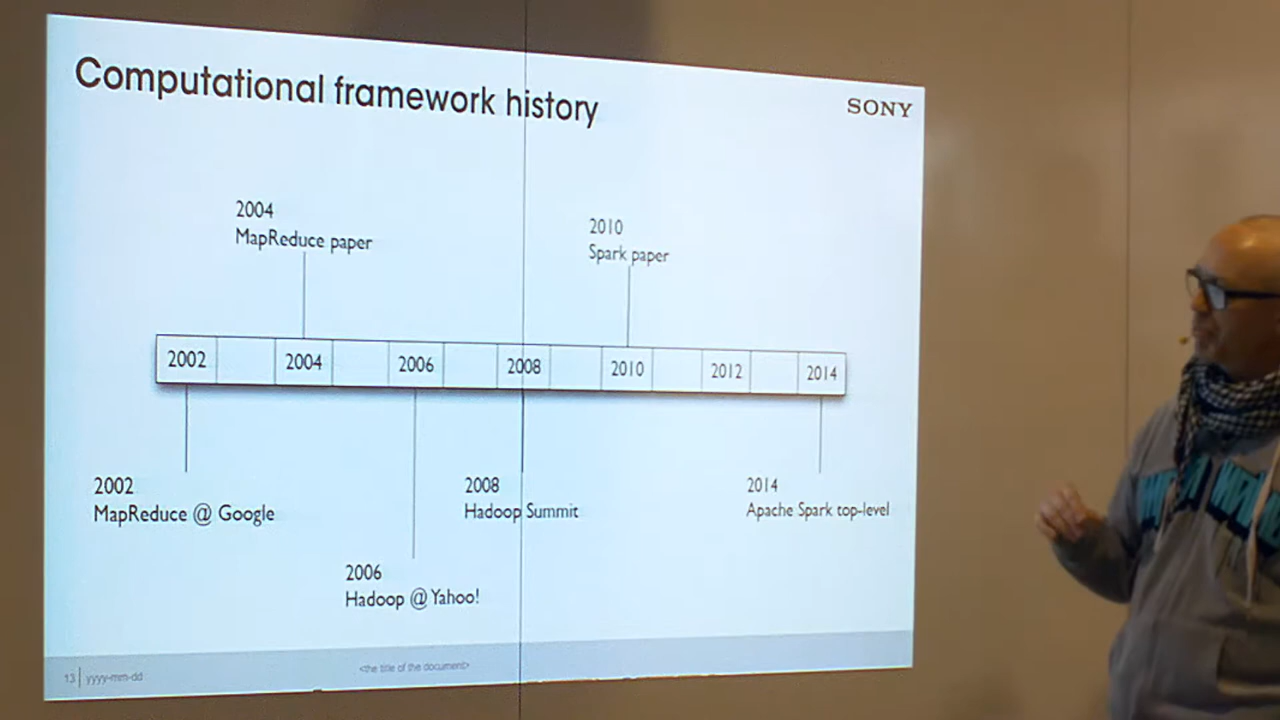 Computational framework history
SONY
2004
MapReduce paper
2010
Spark paper
2002
2004
2006
2008
2010
2012
2014
2002
MapReduce @ Google
2006
Hadoop @ Yahoo!
2008
Hadoop Summit
2014
Apache Spark top-level
13
yyyy-mm-dd
<the title of the document>